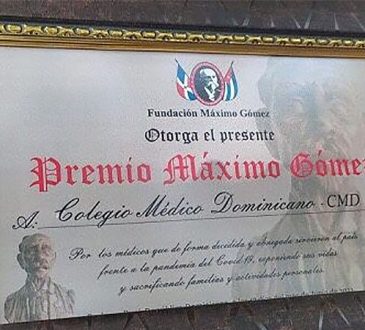 Fundación Máximo Gómez
Otorga el presente
Premio Máximo Gómez
A: Colegio Médico Dominicano - CMD
Por los médicos que de forma decedida y abnegada sirvieron al país
frente a la pandemia del Covid-19, exponiendo sus vidas
y sacrificando familias y actividades personales.